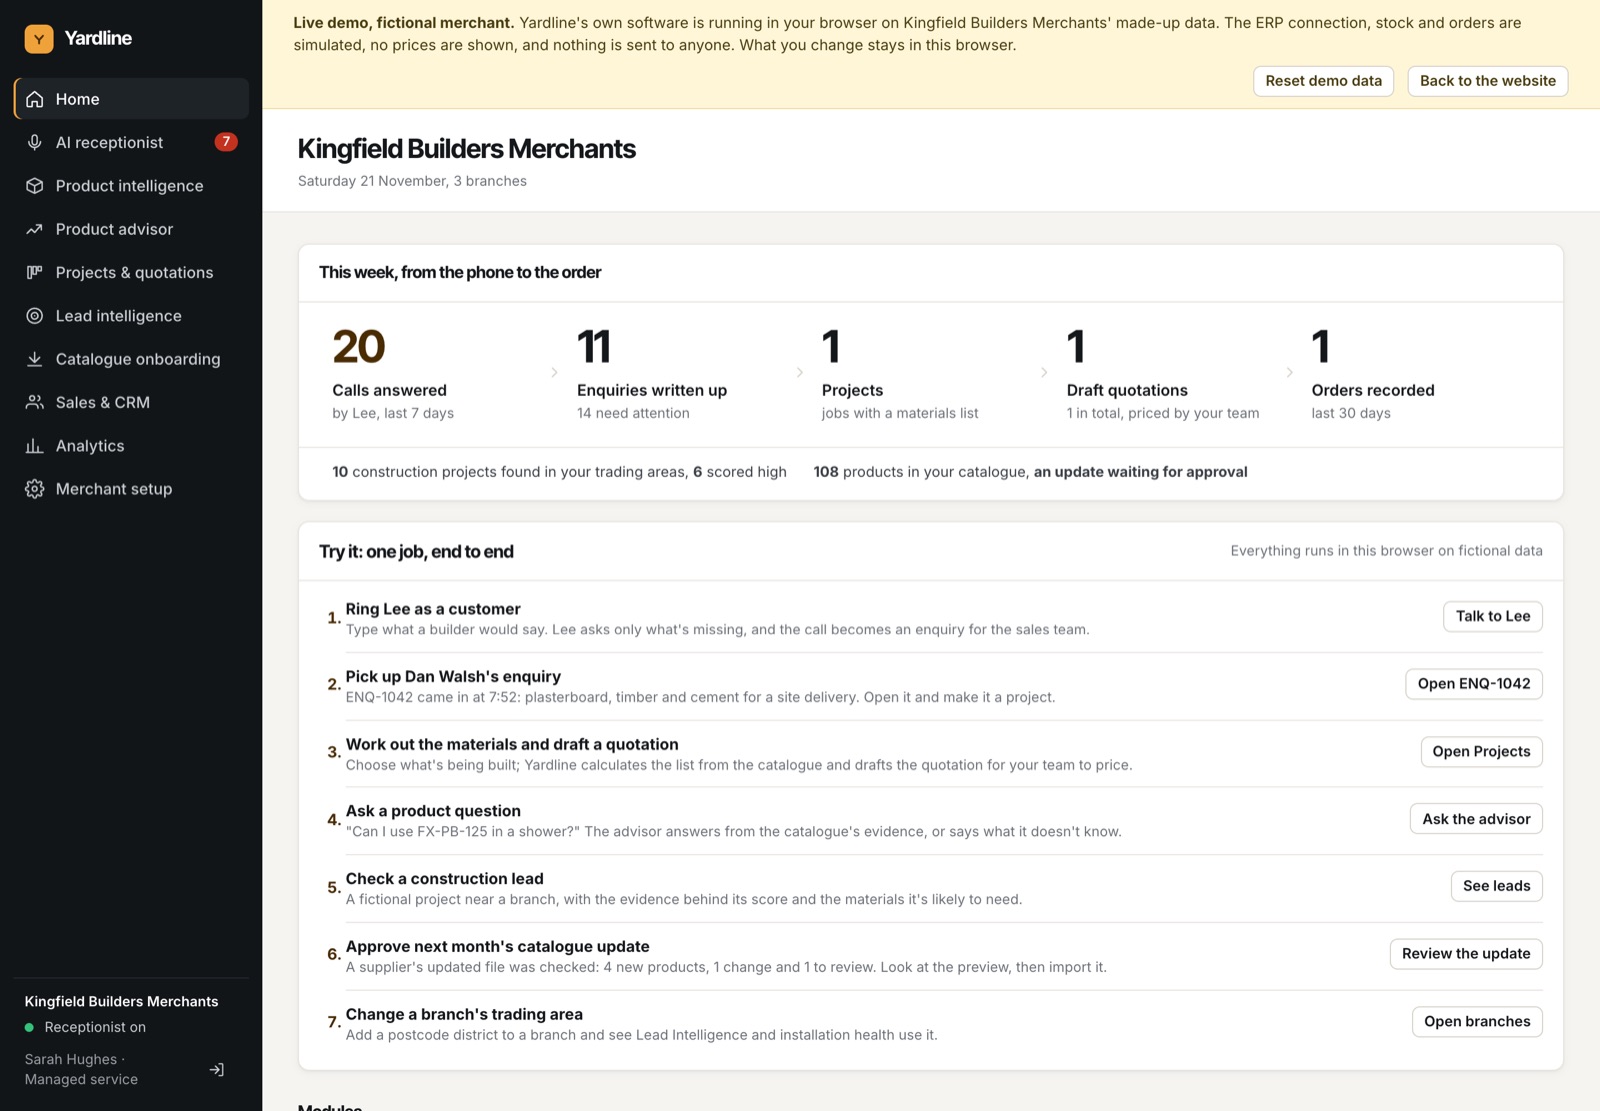 Yardline
Home
AI receptionist 7
Product intelligence
Product advisor
Projects & quotations
Lead intelligence
Catalogue onboarding
Sales & CRM
Analytics
Merchant setup
Kingfield Builders Merchants
Receptionist on
Sarah Hughes ·
Managed service
Live demo, fictional merchant. Yardline's own software is running in your browser on Kingfield Builders Merchants' made-up data. The ERP connection, stock and orders are
simulated, no prices are shown, and nothing is sent to anyone. What you change stays in this browser.
Reset demo data
Back to the website
Kingfield Builders Merchants
Saturday 21 November, 3 branches
This week, from the phone to the order
20
Calls answered
by Lee, last 7 days
11
Enquiries written up
14 need attention
1
Projects
jobs with a materials list
1
Draft quotations
1 in total, priced by your team
1
Orders recorded
last 30 days
10 construction projects found in your trading areas, 6 scored high
108 products in your catalogue, an update waiting for approval
Try it: one job, end to end
Everything runs in this browser on fictional data
1. Ring Lee as a customer
Type what a builder would say. Lee asks only what's missing, and the call becomes an enquiry for the sales team.
Talk to Lee
2. Pick up Dan Walsh's enquiry
ENQ-1042 came in at 7:52: plasterboard, timber and cement for a site delivery. Open it and make it a project.
Open ENQ-1042
3. Work out the materials and draft a quotation
Choose what's being built; Yardline calculates the list from the catalogue and drafts the quotation for your team to price.
Open Projects
4. Ask a product question
"Can I use FX-PB-125 in a shower?" The advisor answers from the catalogue's evidence, or says what it doesn't know.
Ask the advisor
5. Check a construction lead
A fictional project near a branch, with the evidence behind its score and the materials it's likely to need.
See leads
6. Approve next month's catalogue update
A supplier's updated file was checked: 4 new products, 1 change and 1 to review. Look at the preview, then import it.
Review the update
7. Change a branch's trading area
Add a postcode district to a branch and see Lead Intelligence and installation health use it.
Open branches
Modules